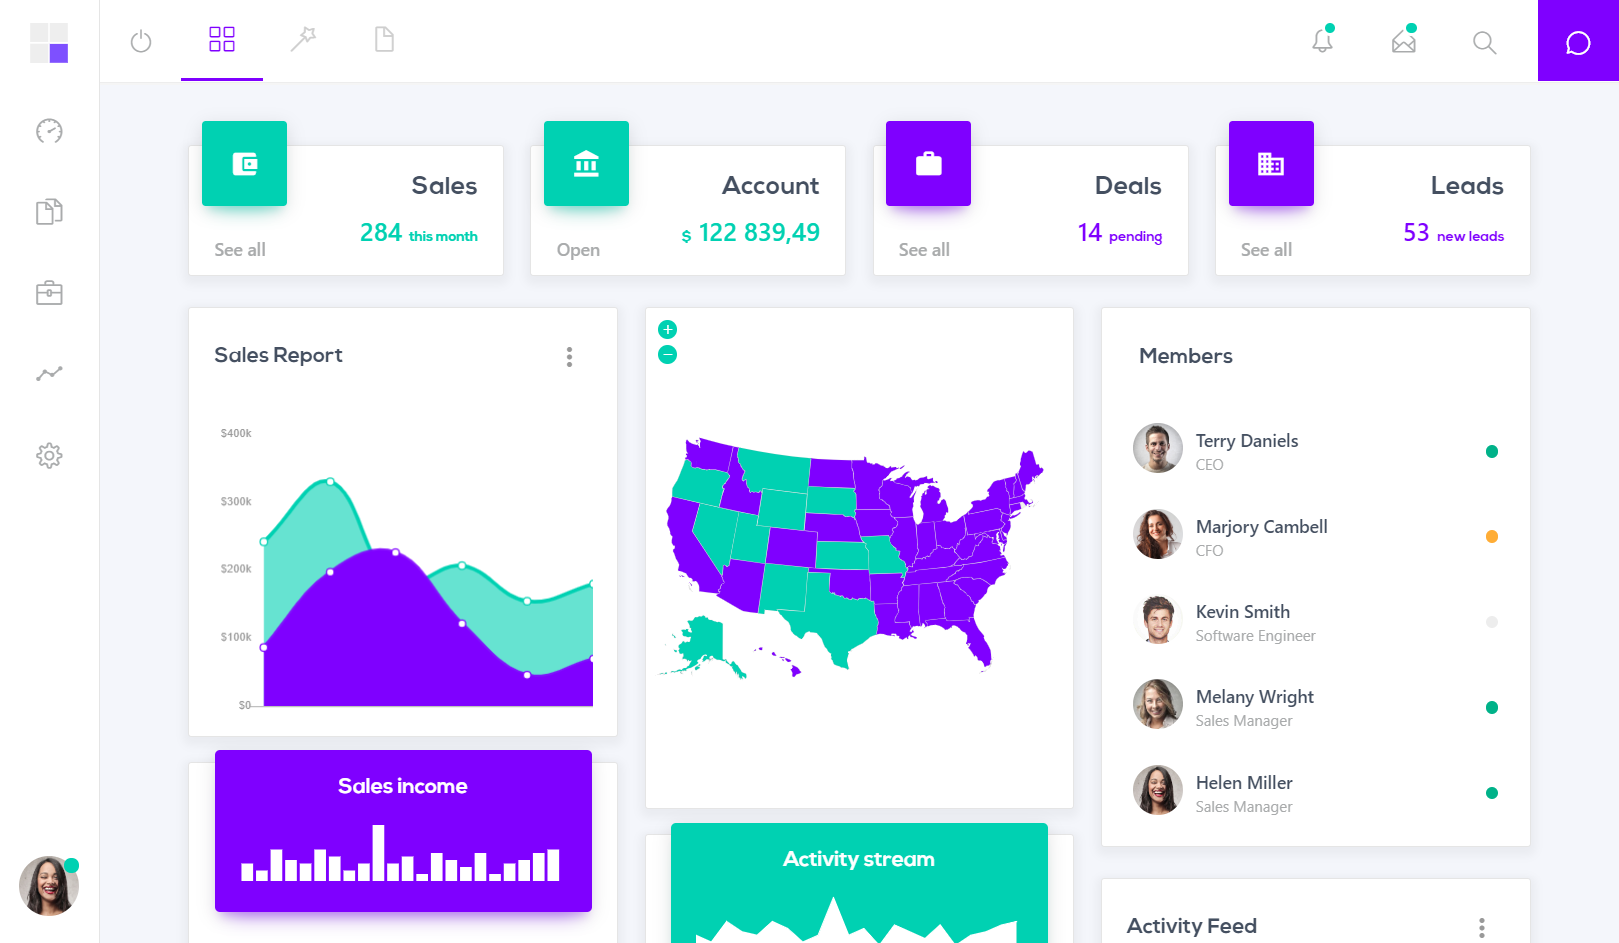 Sales
284 this month
See all
Account
$ 122 839,49
Open
Deals
14 pending
See all
Leads
53 new leads
See all
Sales Report
$400k
$300k
$200k
$100k
$0
+
−
Members
Terry Daniels
CEO
Marjory Cambell
CFO
Kevin Smith
Software Engineer
Melany Wright
Sales Manager
Helen Miller
Sales Manager
Sales income
Activity stream
Activity Feed